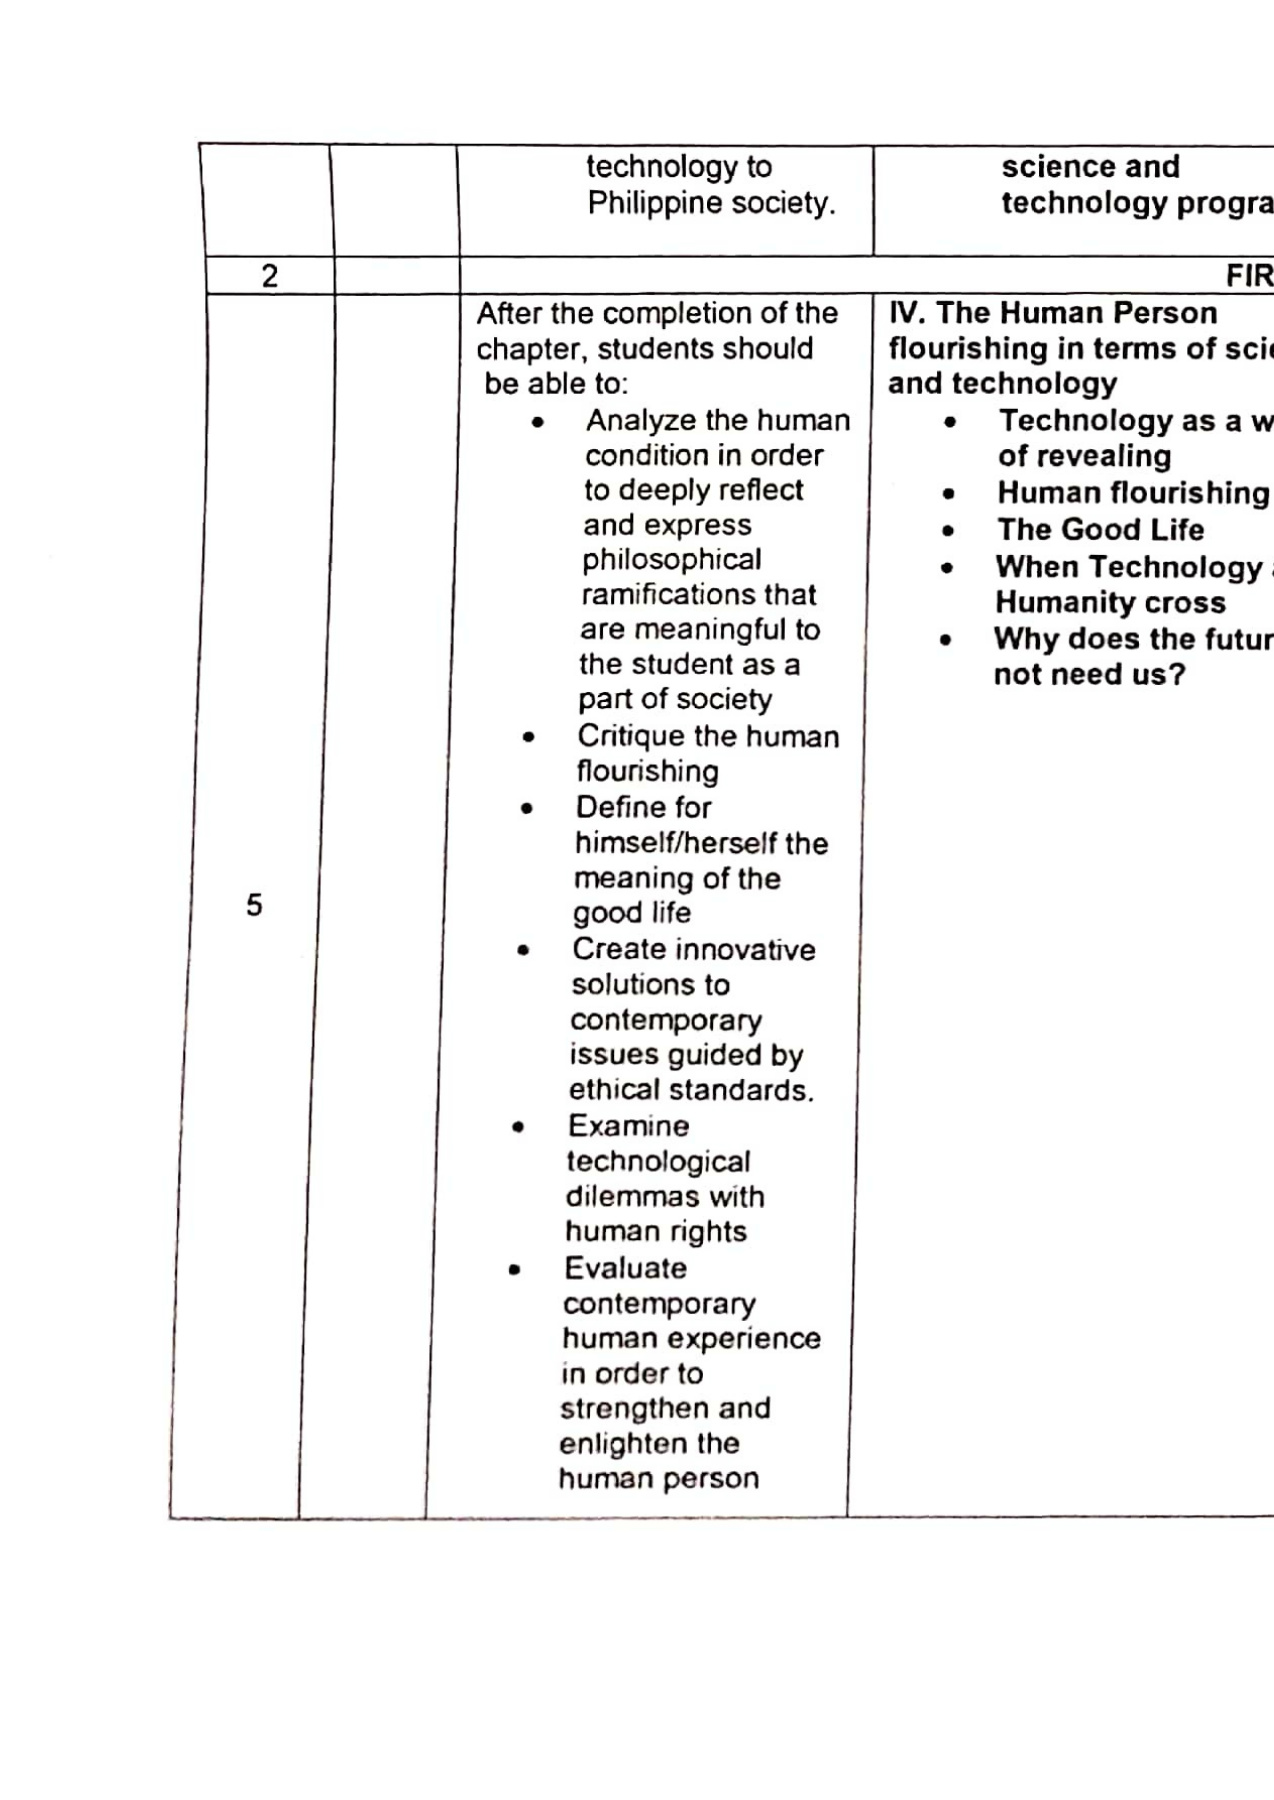 technology to
Philippine society.
science and
technology progra
2
FIR
After the completion of the
chapter, students should
be able to:
• Analyze the human
condition in order
to deeply reflect
and express
philosophical
ramifications that
are meaningful to
the student as a
part of society
• Critique the human
flourishing
• Define for
himself/herself the
meaning of the
good life
• Create innovative
solutions to
contemporary
issues guided by
ethical standards.
• Examine
technological
dilemmas with
human rights
• Evaluate
contemporary
human experience
in order to
strengthen and
enlighten the
human person
5
IV. The Human Person
flourishing in terms of scie
and technology
• Technology as a w
of revealing
• Human flourishing
• The Good Life
• When Technology
Humanity cross
• Why does the futur
not need us?